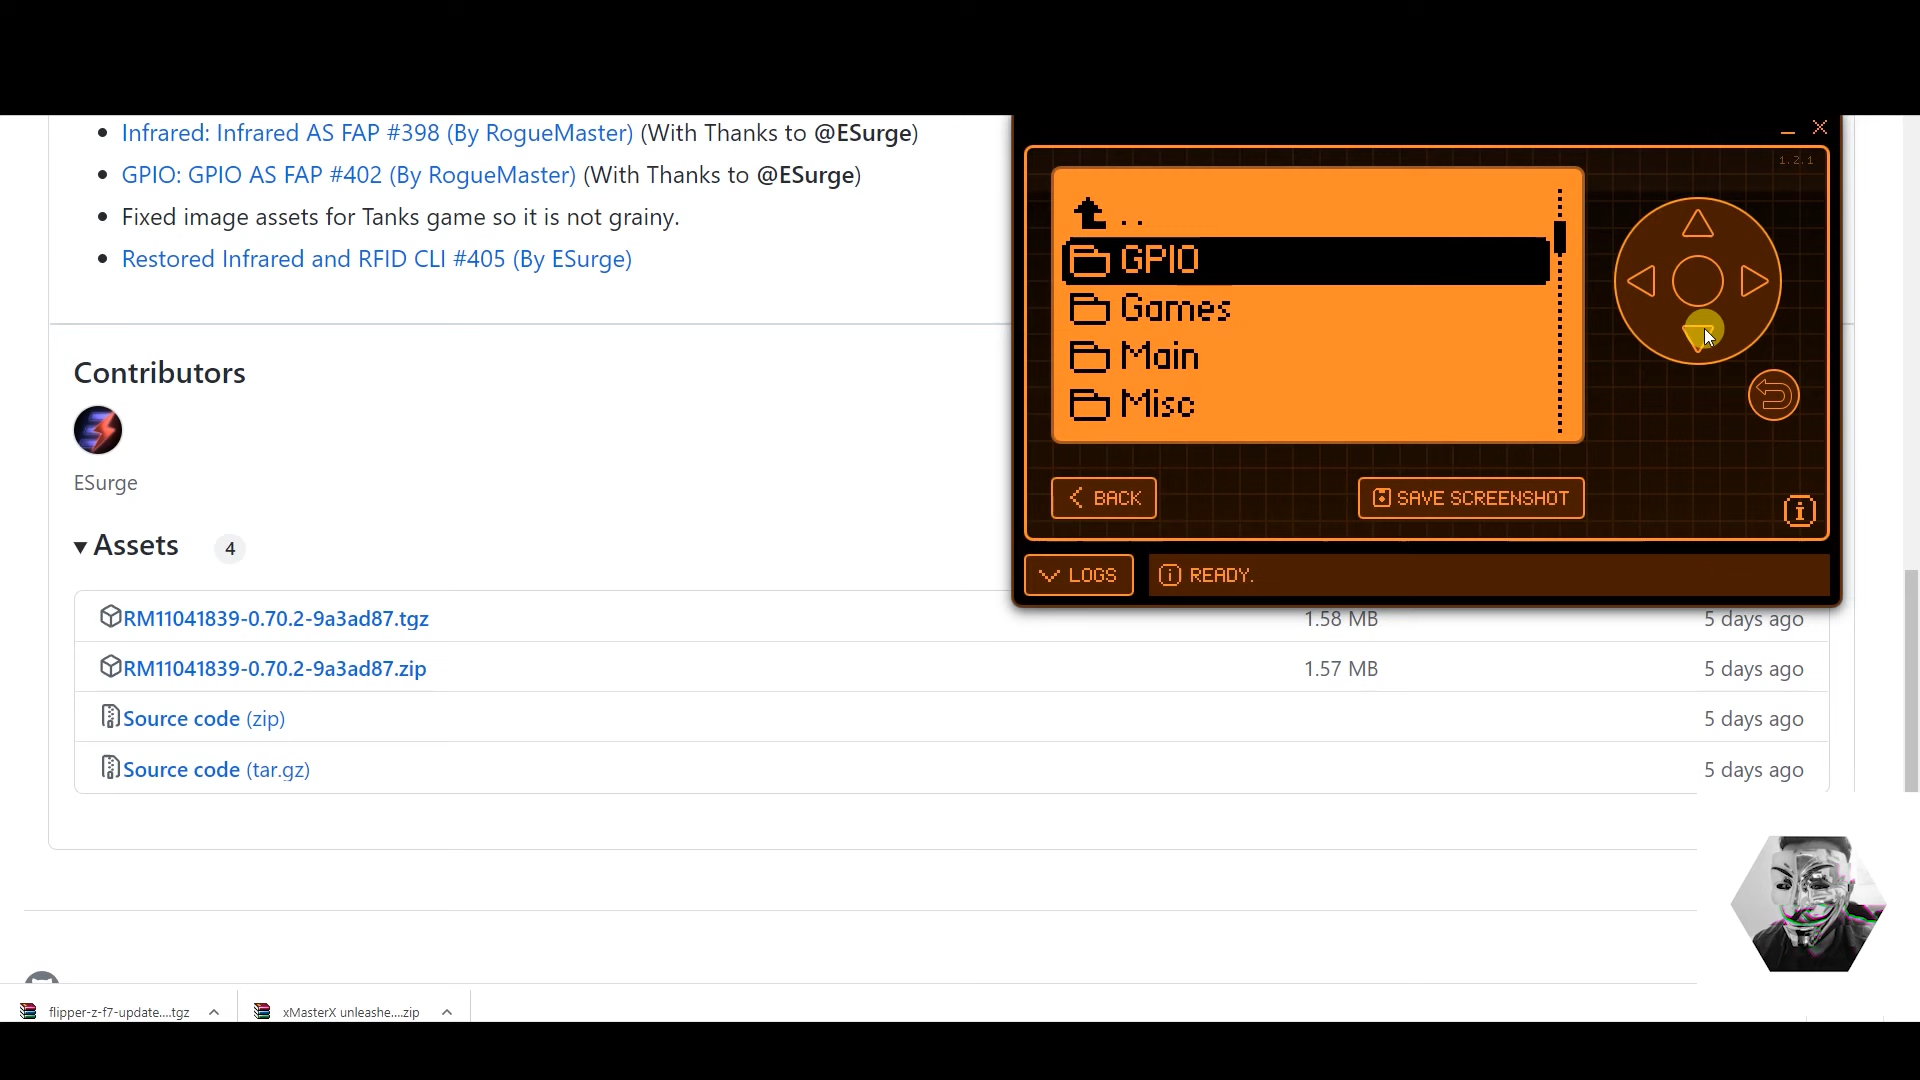 Infrared: Infrared AS FAP #398 (By RogueMaster) (With Thanks to @ESurge)
GPIO: GPIO AS FAP #402 (By RogueMaster) (With Thanks to @ESurge)
Fixed image assets for Tanks game so it is not grainy.
Restored Infrared and RFID CLI #405 (By ESurge)
Contributors
ESurge
Assets 4
RM11041839-0.70.2-9a3ad87.tgz 1.58 MB 5 days ago
RM11041839-0.70.2-9a3ad87.zip 1.57 MB 5 days ago
Source code (zip) 5 days ago
Source code (tar.gz) 5 days ago
1.2.1
..
GPIO
Games
Main
Misc
BACK
SAVE SCREENSHOT
LOGS
READY.
flipper-z-f7-update....tgz
xMasterX unleashe....zip